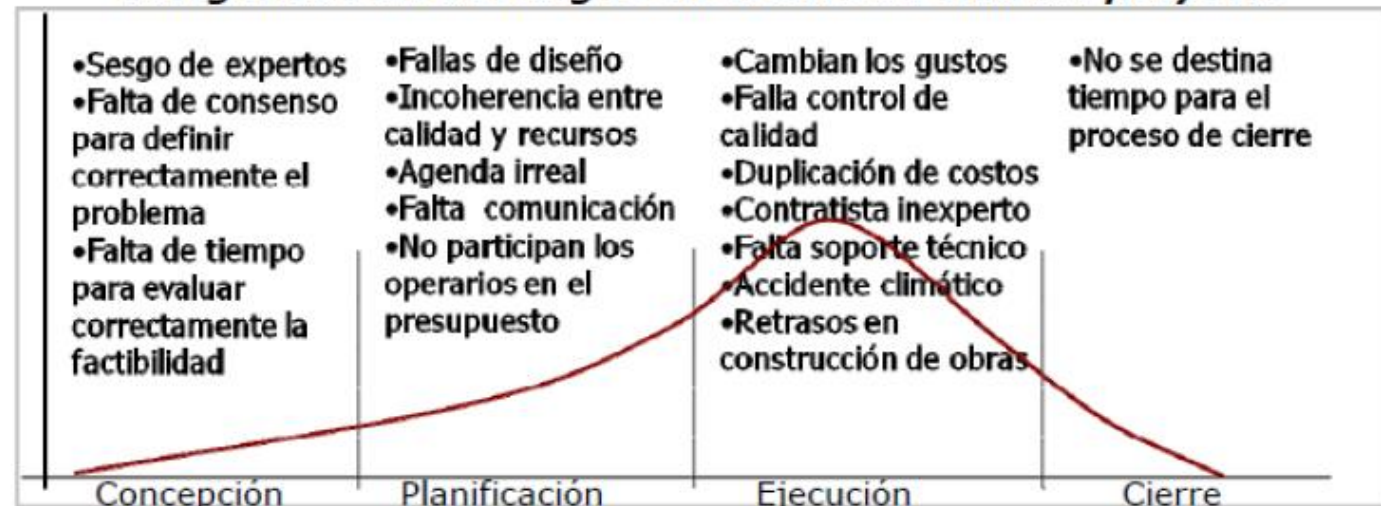 •Sesgo de expertos
•Falta de consenso
para definir
correctamente el
problema
•Falta de tiempo
para evaluar
correctamente la
factibilidad
•Fallas de diseño
•Incoherencia entre
calidad y recursos
•Agenda irreal
•Falta comunicación
•No participan los
operarios en el
presupuesto
•Cambian los gustos
•Falla control de
calidad
•Duplicación de costos
•Contratista inexperto
•Falta soporte técnico
•Accidente climático
•Retrasos en
construcción de obras
•No se destina
tiempo para el
proceso de cierre
Concepción
Planificación
Ejecución
Cierre